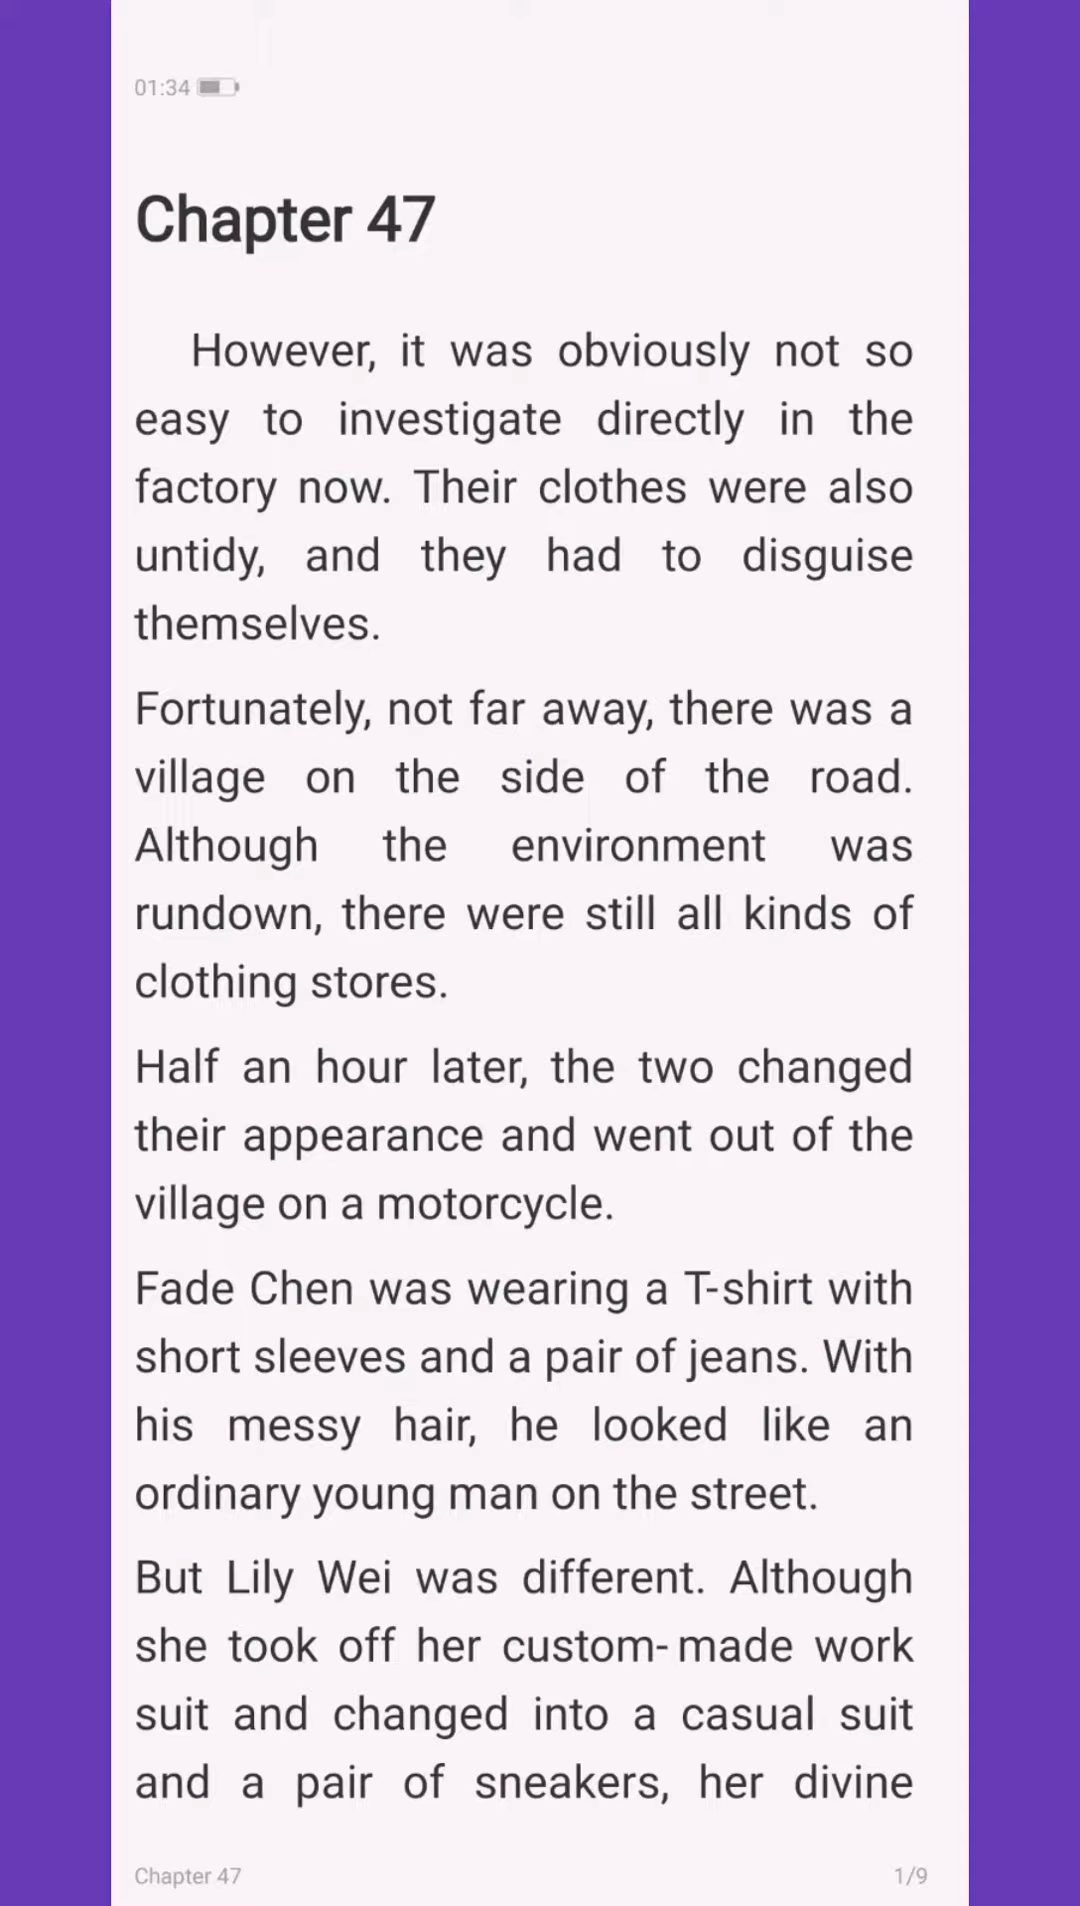 01:34
Chapter 47
However, it was obviously not so
easy to investigate directly in the
factory now. Their clothes were also
untidy, and they had to disguise
themselves.
Fortunately, not far away, there was a
village on the side of the road.
Although the environment was
rundown, there were still all kinds of
clothing stores.
Half an hour later, the two changed
their appearance and went out of the
village on a motorcycle.
Fade Chen was wearing a T-shirt with
short sleeves and a pair of jeans. With
his messy hair, he looked like an
ordinary young man on the street.
But Lily Wei was different. Although
she took off her custom- made work
suit and changed into a casual suit
and a pair of sneakers, her divine
Chapter 47 1/9